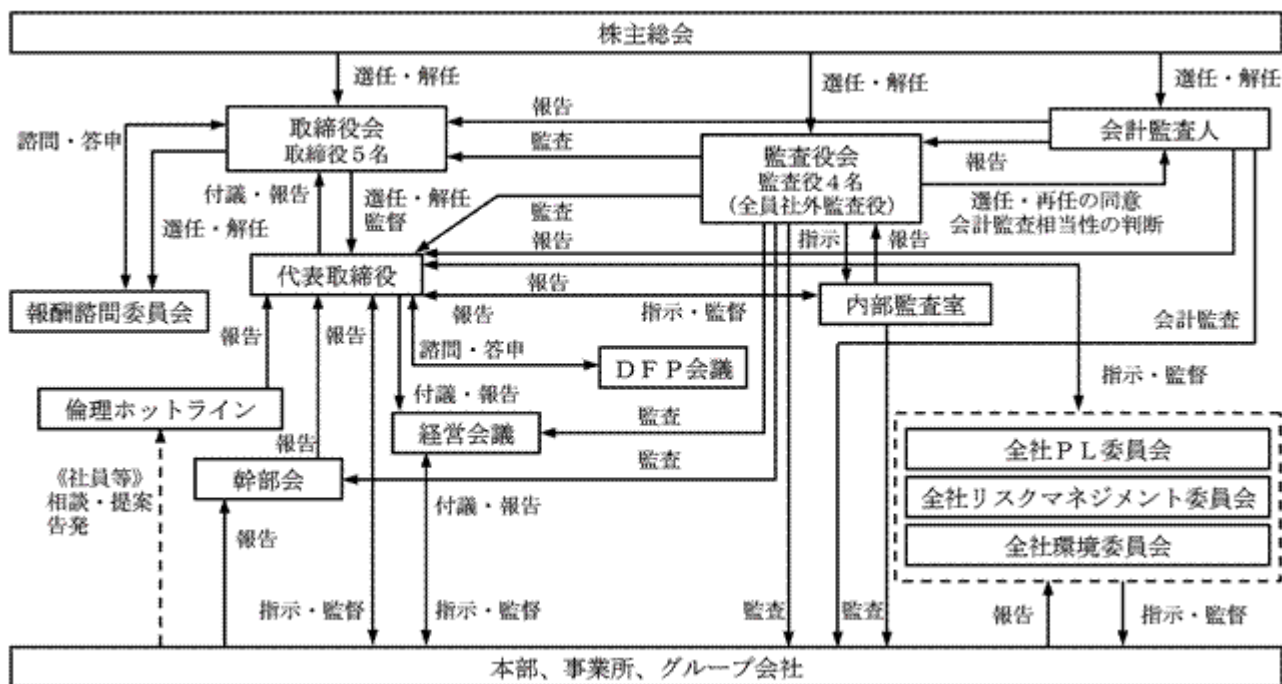 株主総会
選任・解任
選任・解任
選任・解任
報告
取締役会
取締役5名
会計監査人
諮問・答申
監査
監査役会
監査役4名
(全員社外監査役)
報告
付議・報告
選任・解任
監督
選任・再任の同意
会計監査相当性の判断
選任・解任
監査
報告
指示
報告
代表取締役
報告
内部監査室
報酬諮問委員会
報告
報告
報告
指示・監督
会計監査
諮問・答申
DFP会議
指示・監督
倫理ホットライン
付議・報告
経営会議
監査
報告
全社PL委員会
《社員等》
相談・提案
告発
幹部会
監査
付議・報告
全社リスクマネジメント委員会
報告
全社環境委員会
指示・監督
指示・監督
監査
監査
報告
指示・監督
本部、事業所、グループ会社